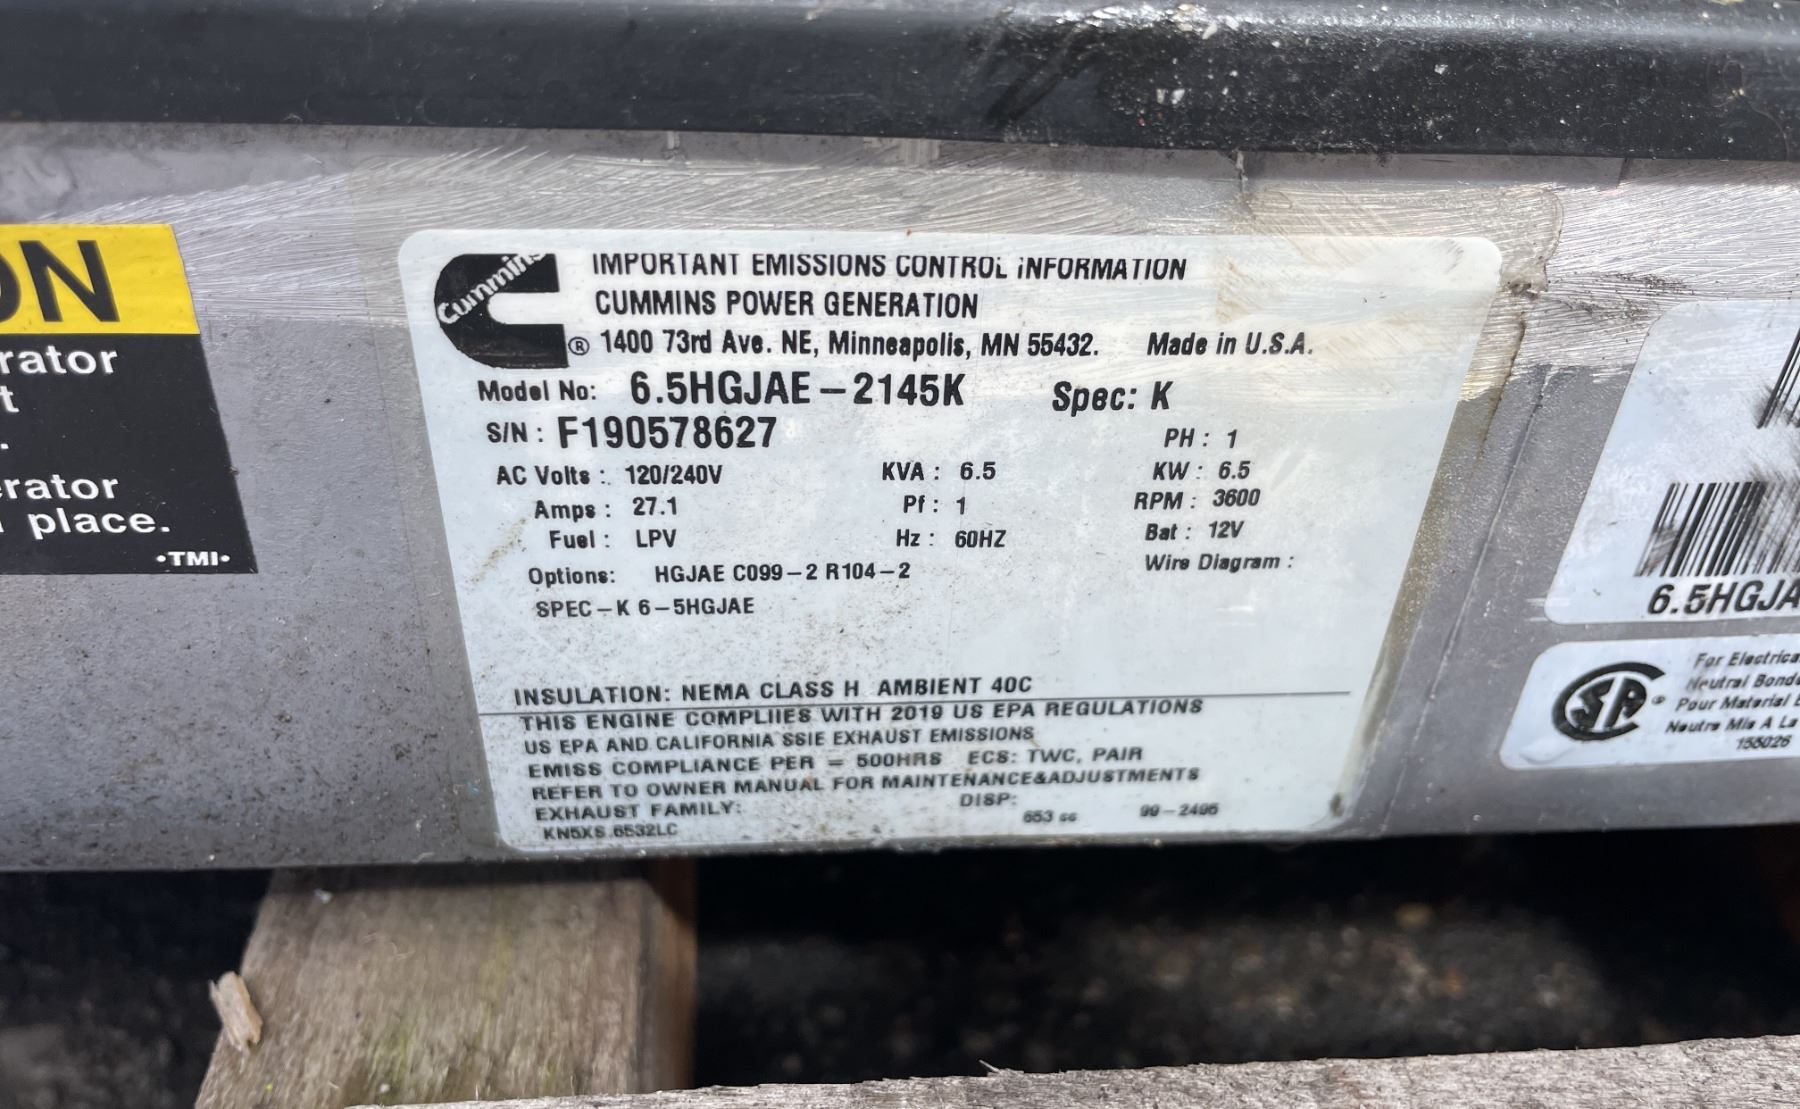 ON
rator
t
.
rator
place.
•TMI•
Cummins
IMPORTANT EMISSIONS CONTROL INFORMATION
CUMMINS POWER GENERATION
® 1400 73rd Ave. NE, Minneapolis, MN 55432. Made in U.S.A.
Model No: 6.5HGJAE-2145K Spec: K
S/N: F190578627 PH: 1
AC Volts: 120/240V KVA: 6.5 KW: 6.5
Amps: 27.1 Pf: 1 RPM: 3600
Fuel: LPV Hz: 60HZ Bat: 12V
Options: HGJAE C099-2 R104-2 Wire Diagram:
SPEC-K 6-5HGJAE
INSULATION: NEMA CLASS H AMBIENT 40C
THIS ENGINE COMPLIIES WITH 2019 US EPA REGULATIONS
US EPA AND CALIFORNIA SSIE EXHAUST EMISSIONS
EMISS COMPLIANCE PER = 500HRS ECS: TWC, PAIR
REFER TO OWNER MANUAL FOR MAINTENANCE&ADJUSTMENTS
EXHAUST FAMILY: DISP:
KN5XS.6532LC 653 cc 99-2496
6.5HGJA
SA ®
For Electrica
Neutral Bond
Pour Material E
Neutre Mis A La
155026